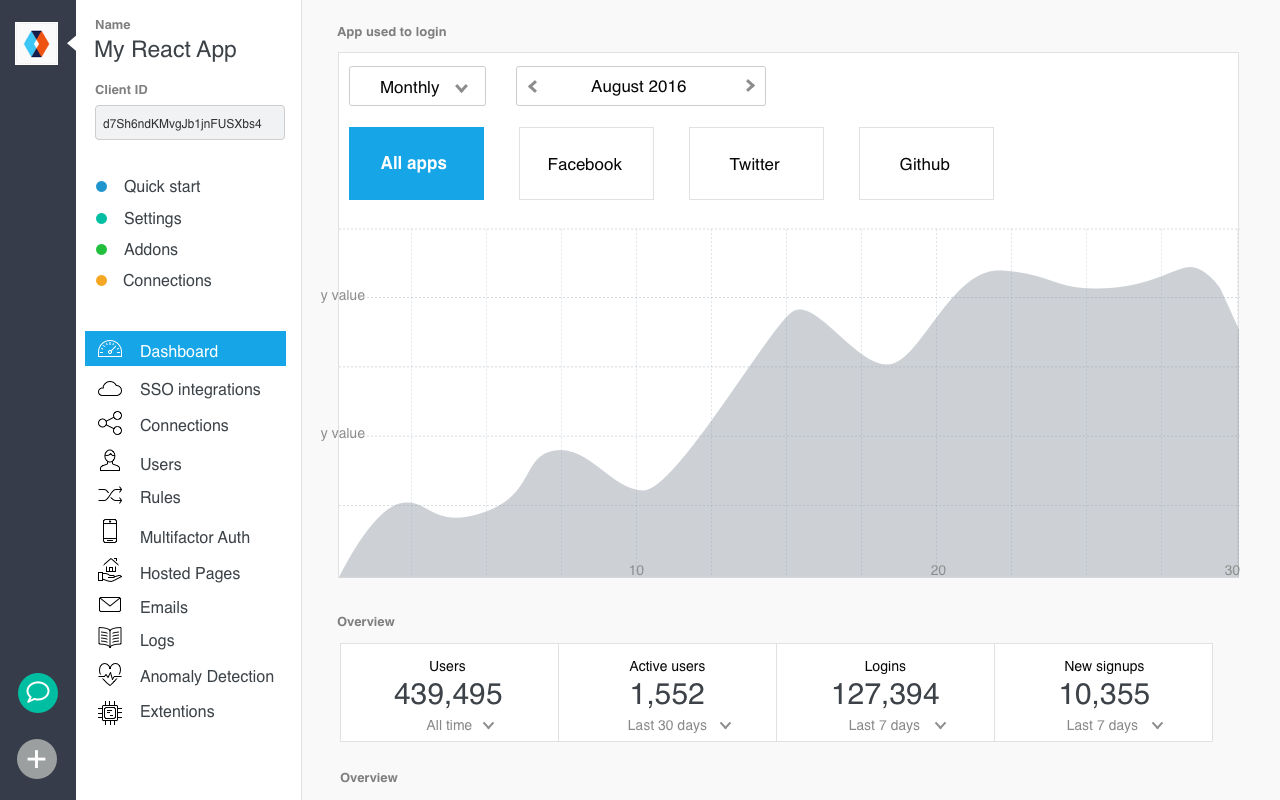 Name
My React App
Client ID
d7Sh6ndKMvgJb1jnFUSXbs4
Quick start
Settings
Addons
Connections
Dashboard
SSO integrations
Connections
Users
Rules
Multifactor Auth
Hosted Pages
Emails
Logs
Anomaly Detection
Extentions
App used to login
Monthly
August 2016
All apps
Facebook
Twitter
Github
y value
y value
10
20
30
Overview
Users
439,495
All time
Active users
1,552
Last 30 days
Logins
127,394
Last 7 days
New signups
10,355
Last 7 days
Overview